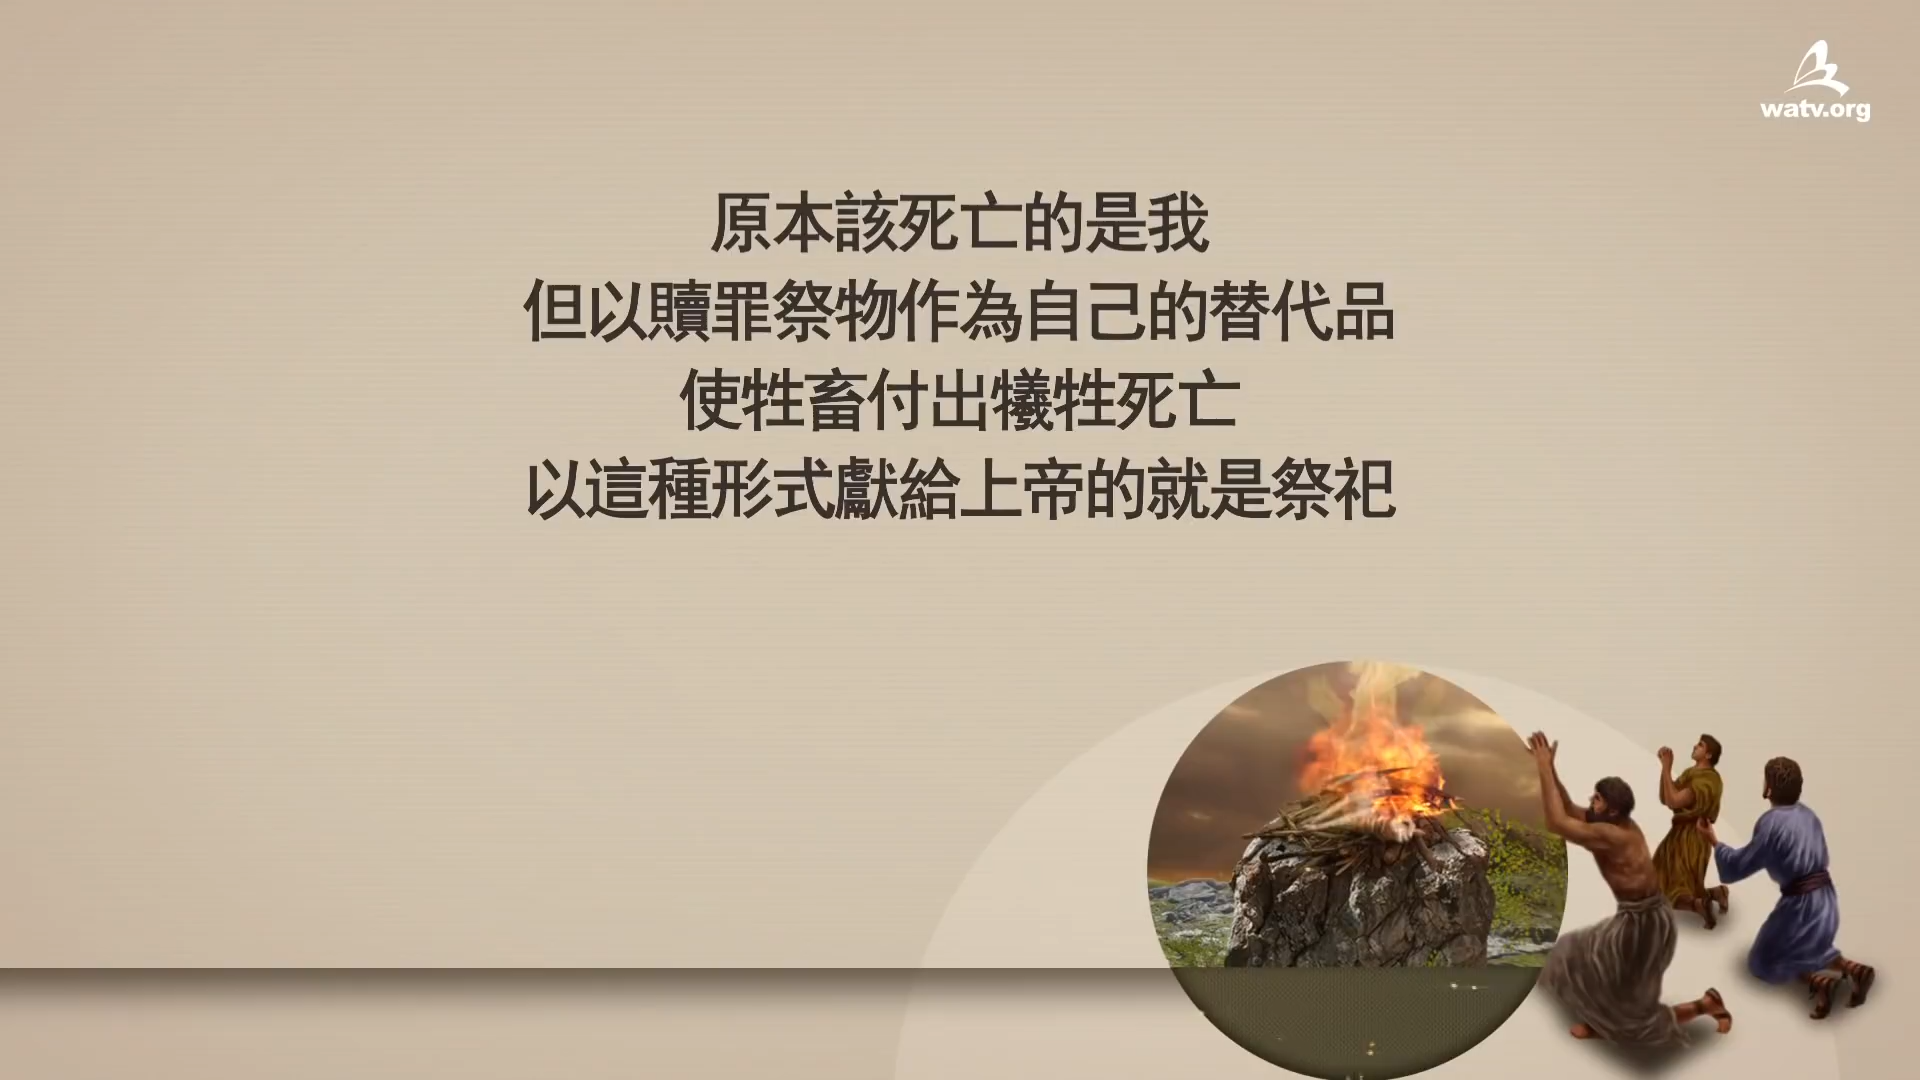 watv.org
原本該死亡的是我
但以贖罪祭物作為自己的替代品
使牲畜付出犧牲死亡
以這種形式獻給上帝的就是祭祀